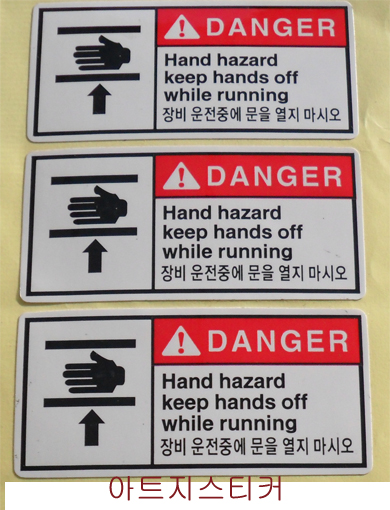 DANGER
Hand hazard
keep hands off
while running
장비 운전중에 문을 열지 마시오
DANGER
Hand hazard
keep hands off
while running
장비 운전중에 문을 열지 마시오
DANGER
Hand hazard
keep hands off
while running
장비 운전중에 문을 열지 마시오
아트지스티커